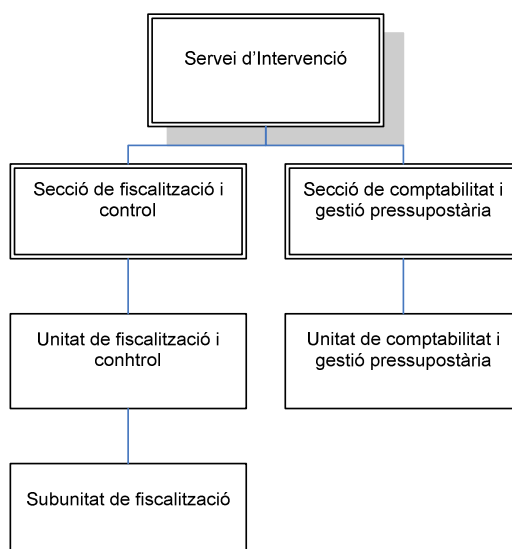 Servei d’Intervenció
Secció de fiscalització i
control
Secció de comptabilitat i
gestió pressupostària
Unitat de fiscalització i
conhtrol
Unitat de comptabilitat i
gestió pressupostària
Subunitat de fiscalització